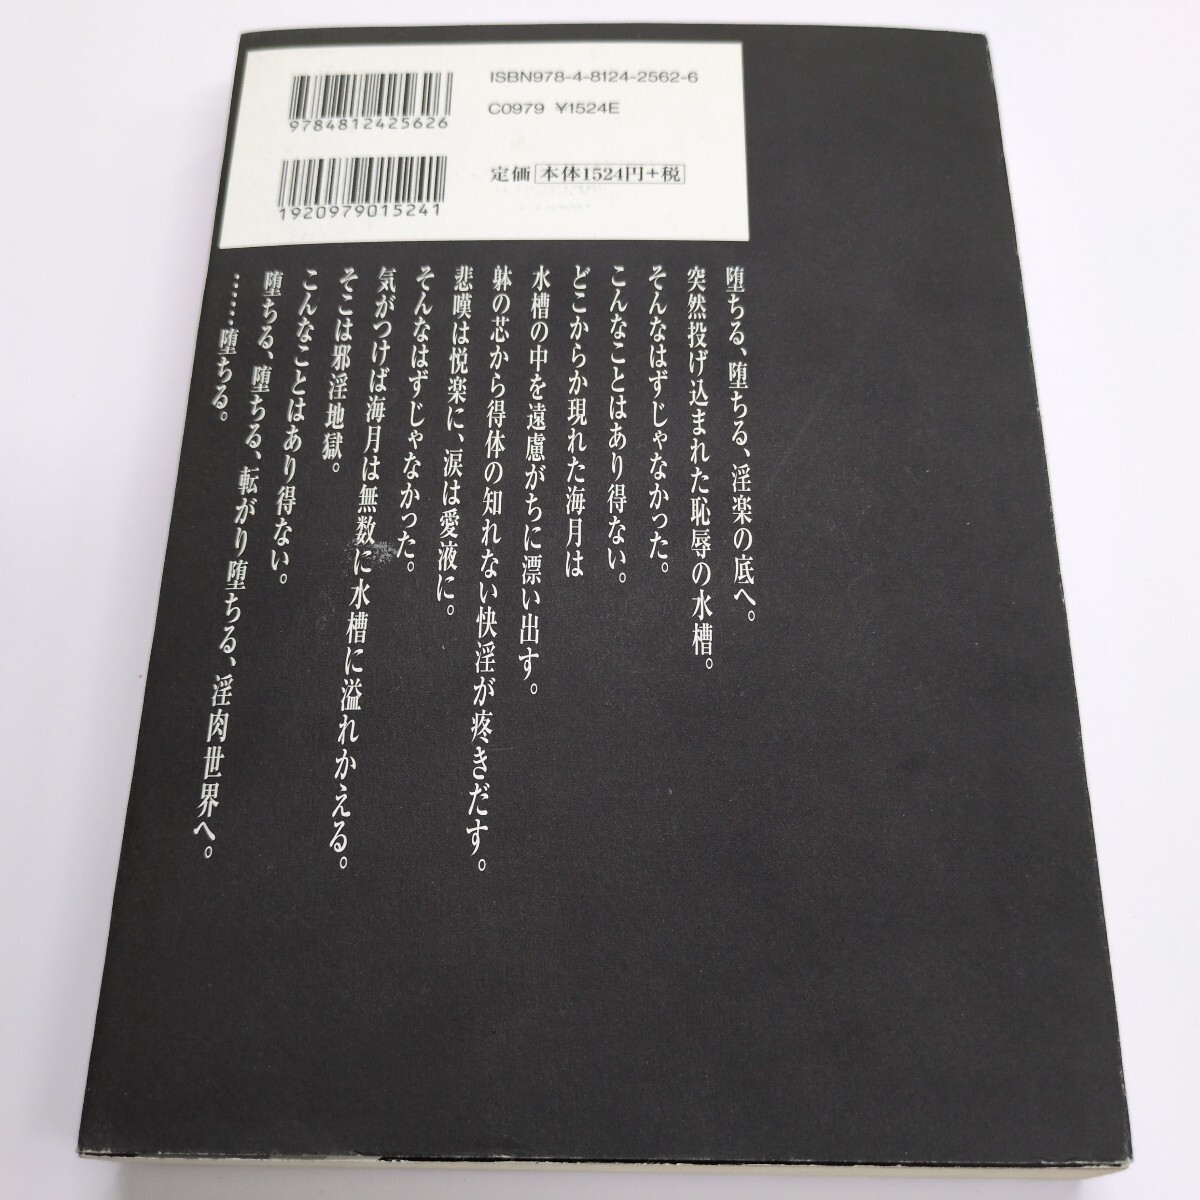 ISBN978-4-8124-2562-6
C0979 ¥1524E
9784812425626
定価 本体1524円+税
1920979015241
堕ちる、堕ちる、淫楽の底へ。
突然投げ込まれた恥辱の水槽。
そんなはずじゃなかった。
こんなことはあり得ない。
どこからか現れた海月は
水槽の中を遠慮がちに漂い出す。
躰の芯から得体の知れない快淫が疼きだす。
悲嘆は悦楽に、涙は愛液に。
そんなはずじゃなかった。
気がつけば海月は無数に水槽に溢れかえる。
そこは邪淫地獄。
こんなことはあり得ない。
堕ちる、堕ちる、転がり堕ちる、淫肉世界へ。
……堕ちる。